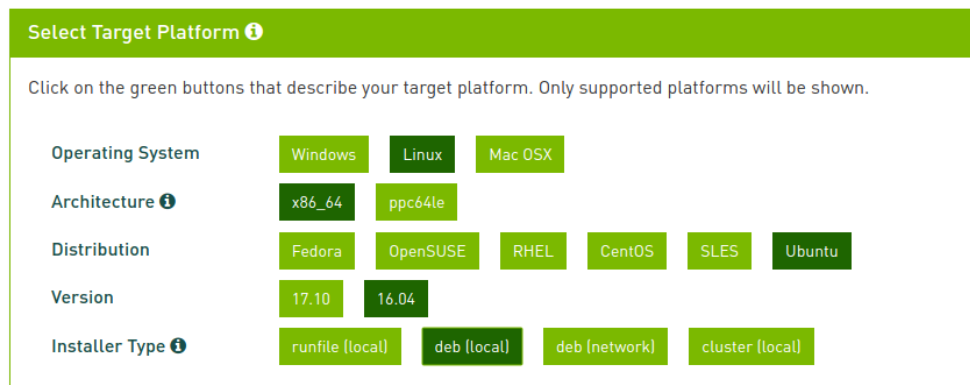 Select Target Platform
Click on the green buttons that describe your target platform. Only supported platforms will be shown.
Operating System Windows Linux Mac OSX
Architecture x86_64 ppc64le
Distribution Fedora OpenSUSE RHEL CentOS SLES Ubuntu
Version 17.10 16.04
Installer Type runfile (local) deb (local) deb (network) cluster (local)